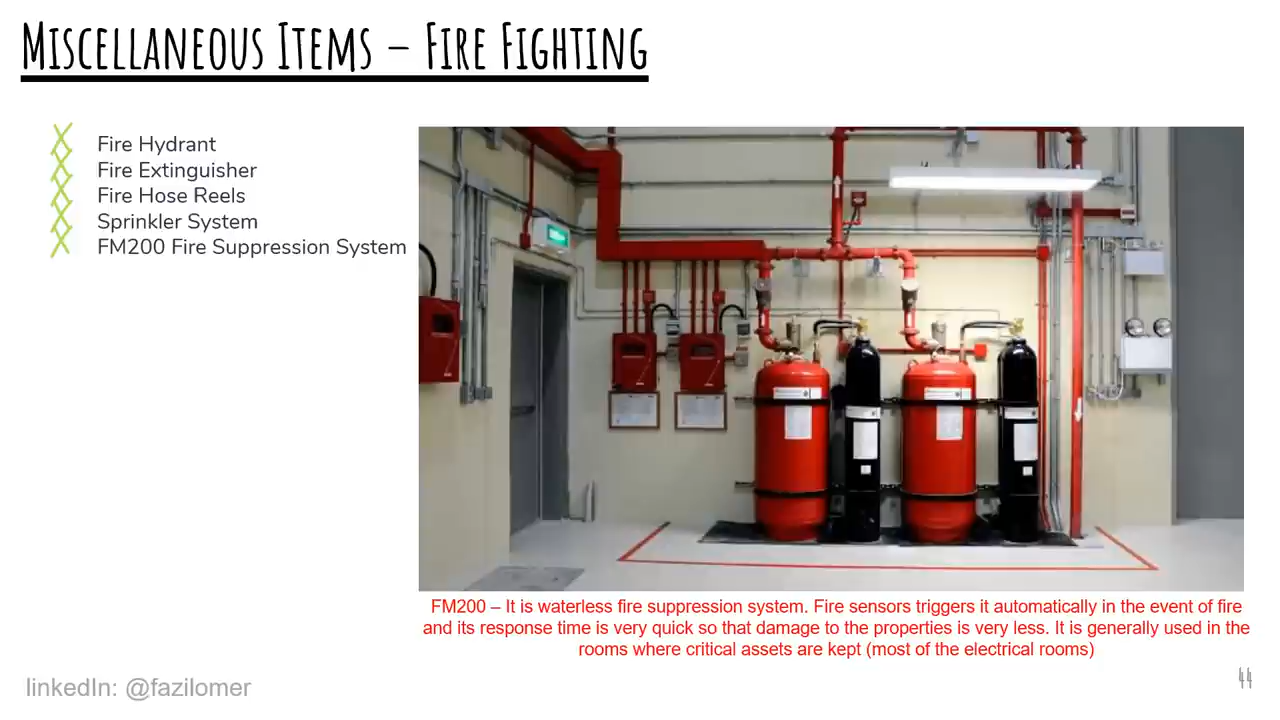 Miscellaneous Items – Fire Fighting
Fire Hydrant
Fire Extinguisher
Fire Hose Reels
Sprinkler System
FM200 Fire Suppression System
FM200 – It is waterless fire suppression system. Fire sensors triggers it automatically in the event of fire
and its response time is very quick so that damage to the properties is very less. It is generally used in the
rooms where critical assets are kept (most of the electrical rooms)
linkedIn: @fazilomer
44